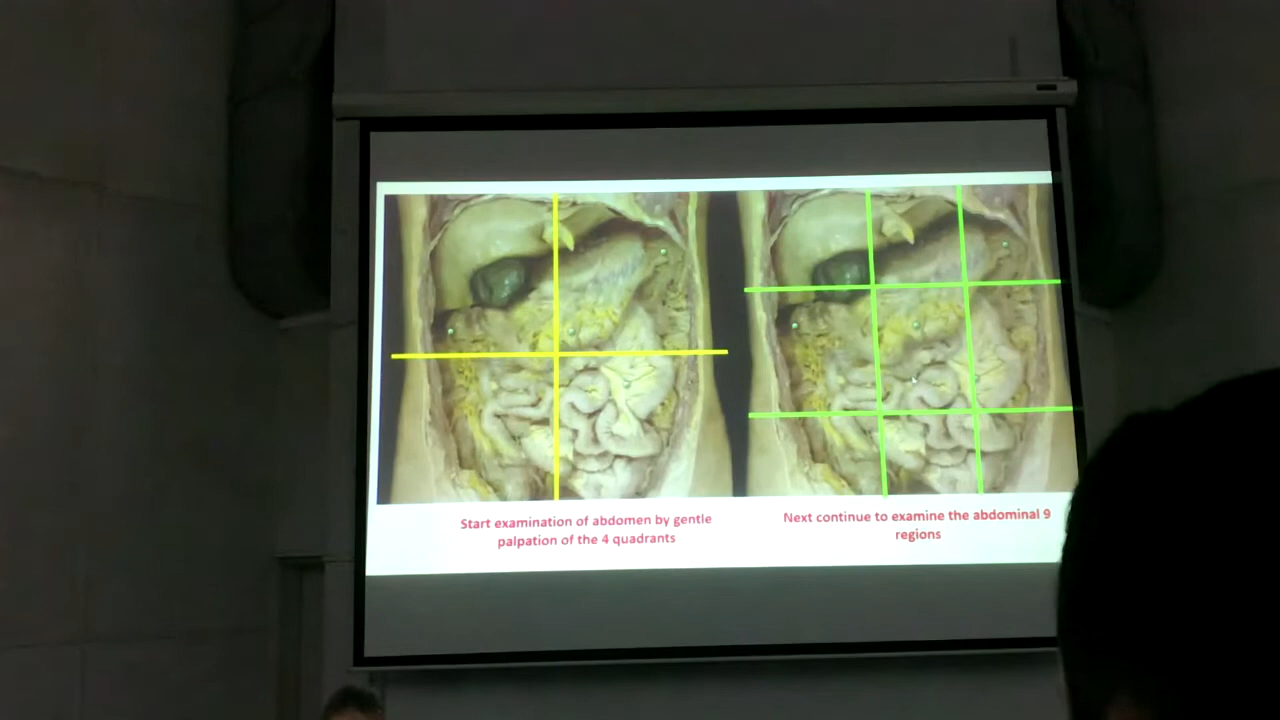 Start examination of abdomen by gentle
palpation of the 4 quadrants
Next continue to examine the abdominal 9
regions